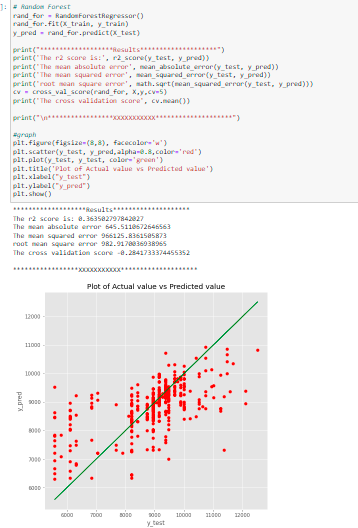 ]: # Random Forest
rand_for = RandomForestRegressor()
rand_for.fit(X_train, y_train)
y_pred = rand_for.predict(X_test)
print("*******************Results*******************")
print('The r2 score is:', r2_score(y_test, y_pred))
print('The mean absolute error', mean_absolute_error(y_test, y_pred))
print('The mean squared error', mean_squared_error(y_test, y_pred))
print('root mean square error', math.sqrt(mean_squared_error(y_test, y_pred)))
cv = cross_val_score(rand_for, X,y,cv=5)
print('The cross validation score', cv.mean())
print("\n******************XXXXXXXXXXX********************")
#graph
plt.figure(figsize=(8,8), facecolor='w')
plt.scatter(y_test, y_pred,alpha=0.8,color='red')
plt.plot(y_test, y_test, color='green')
plt.title('Plot of Actual value vs Predicted value')
plt.xlabel("y_test")
plt.ylabel("y_pred")
plt.show()
*******************Results*******************
The r2 score is: 0.363502797842027
The mean absolute error 645.5110672646563
The mean squared error 966125.8361505873
root mean square error 982.9170036938965
The cross validation score -0.2841733374455352
******************XXXXXXXXXXX********************
Plot of Actual value vs Predicted value
12000
11000
10000
9000
8000
7000
6000
y_pred
6000 7000 8000 9000 10000 11000 12000
y_test